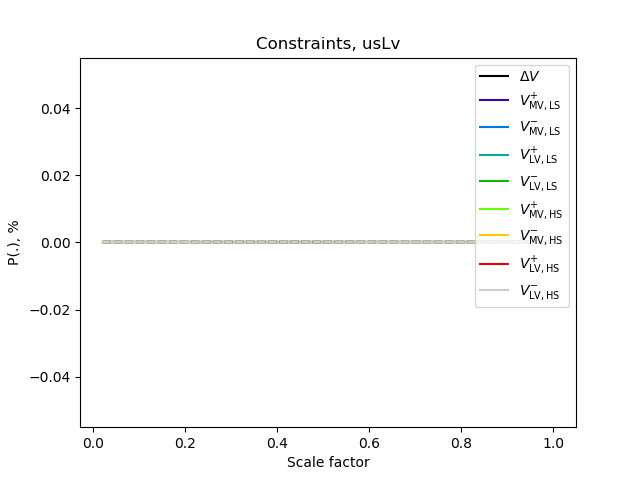 Constraints, usLv
ΔV
V⁺MV, LS
V⁻MV, LS
V⁺LV, LS
V⁻LV, LS
V⁺MV, HS
V⁻MV, HS
V⁺LV, HS
V⁻LV, HS
0.04
0.02
0.00
−0.02
−0.04
P(.), %
0.0 0.2 0.4 0.6 0.8 1.0
Scale factor